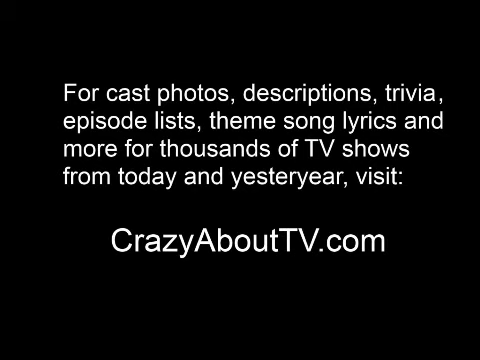 For cast photos, descriptions, trivia,
episode lists, theme song lyrics and
more for thousands of TV shows
from today and yesteryear, visit:
CrazyAboutTV.com